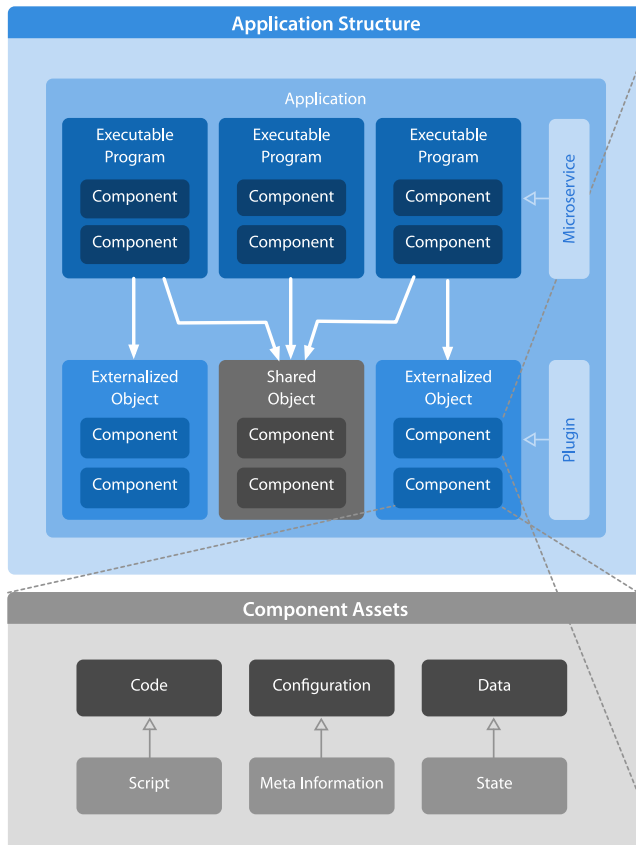 Application Structure
Application
Executable
Program
Component
Component
Executable
Program
Component
Component
Executable
Program
Component
Component
Microservice
Externalized
Object
Component
Component
Shared
Object
Component
Component
Externalized
Object
Component
Component
Plugin
Component Assets
Code
Configuration
Data
Script
Meta Information
State